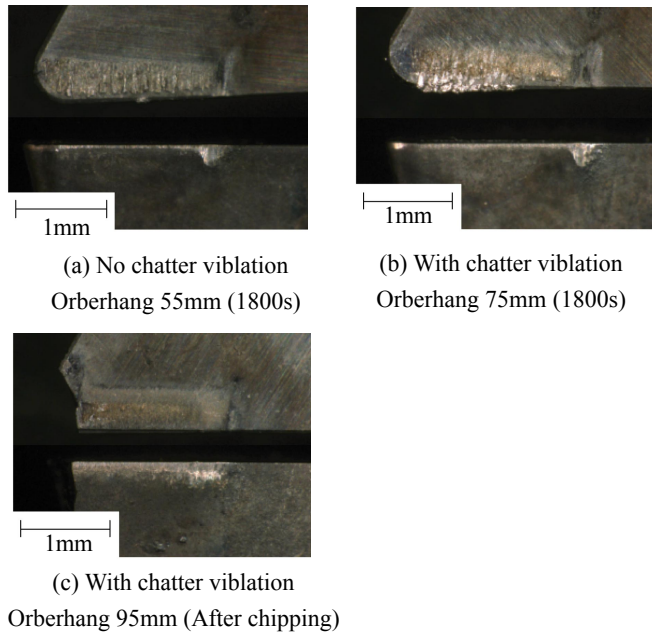 1mm
1mm
(a) No chatter viblation
Orberhang 55mm (1800s)
(b) With chatter viblation
Orberhang 75mm (1800s)
1mm
(c) With chatter viblation
Orberhang 95mm (After chipping)